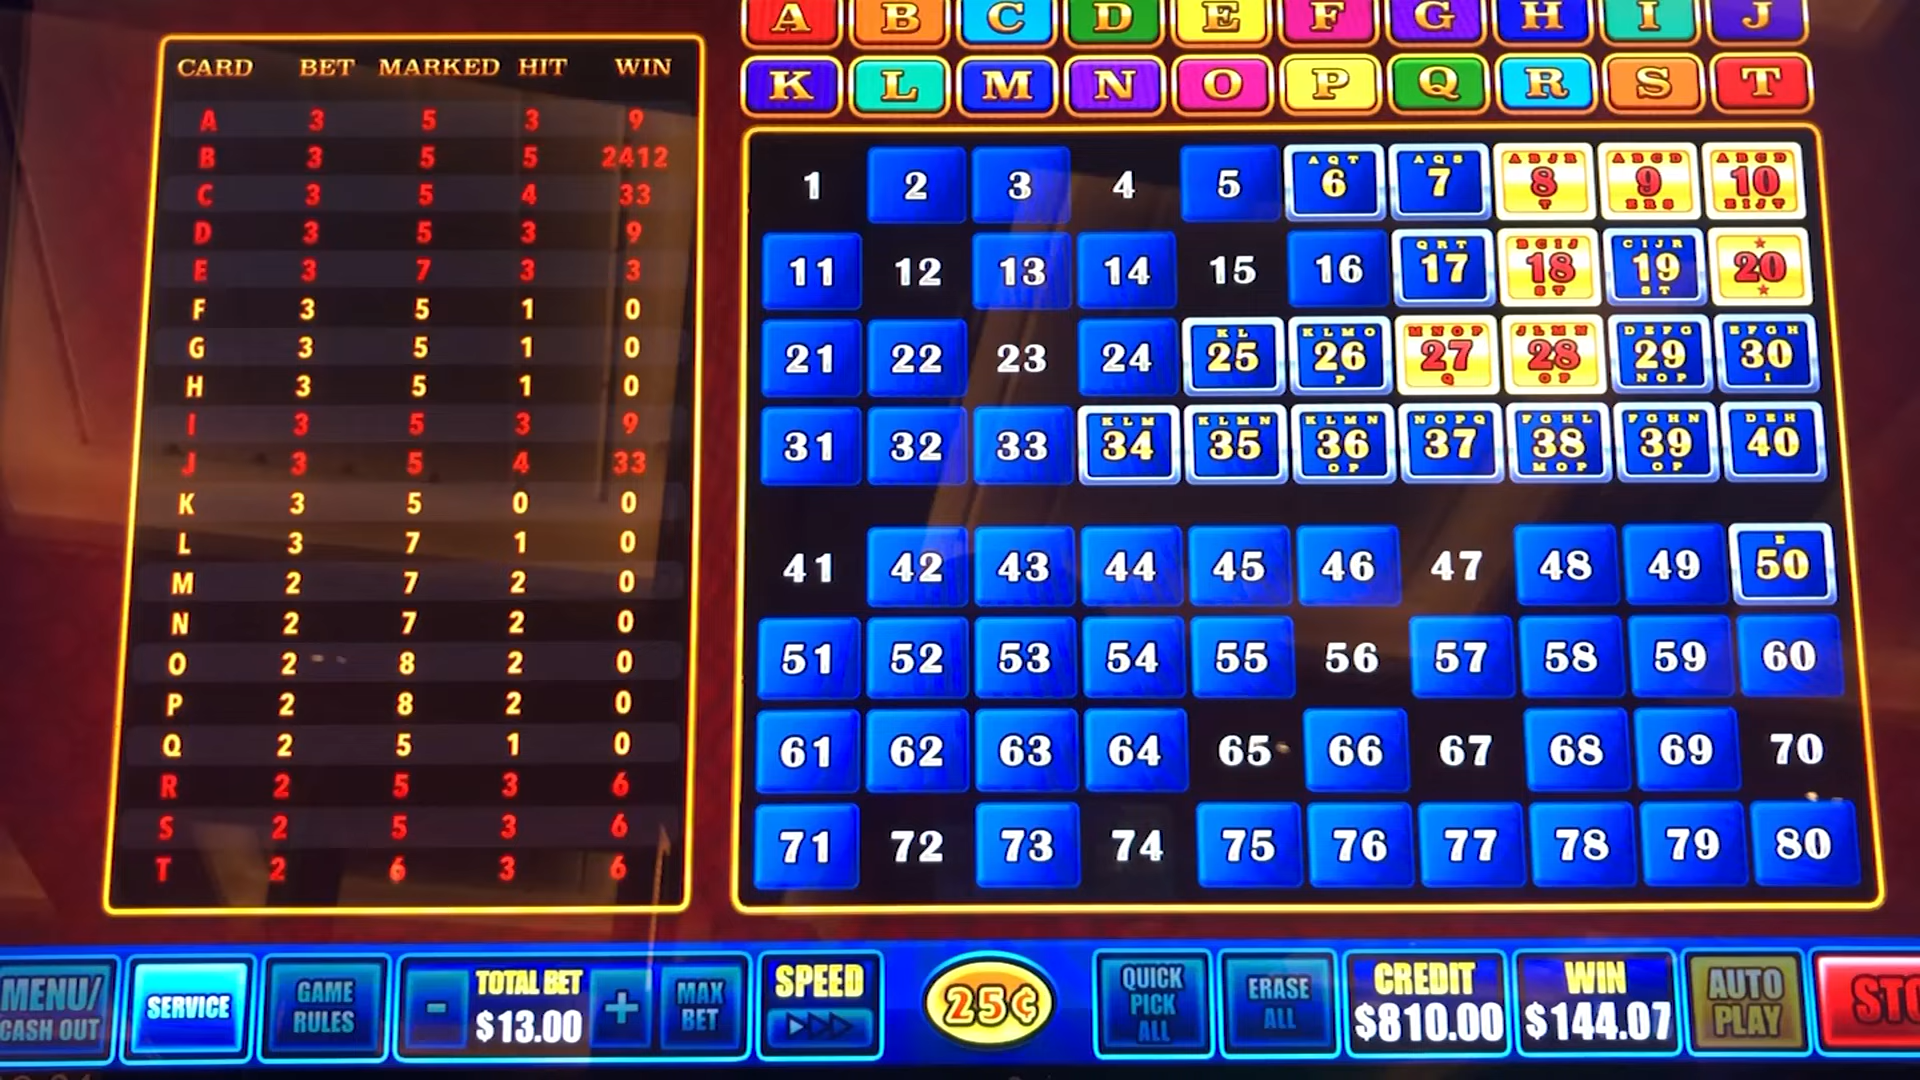 A B C D E F G H I J
K L M N O P Q R S T
CARD BET MARKED HIT WIN
A 3 5 3 9
B 3 5 5 2412
C 3 5 4 33
D 3 5 3 9
E 3 7 3 3
F 3 5 1 0
G 3 5 1 0
H 3 5 1 0
I 3 5 3 9
J 3 5 4 33
K 3 5 0 0
L 3 7 1 0
M 2 7 2 0
N 2 7 2 0
O 2 8 2 0
P 2 8 2 0
Q 2 5 1 0
R 2 5 3 6
S 2 5 3 6
T 2 6 3 6
A Q T A Q S A B J R A B C D A B C D
1 2 3 4 5 6 7 8 9 10
T E I J T
Q R T B C I J C I J R
11 12 13 14 15 16 17 18 19 20
S T S T
K L K L M O M N O P J L M N D E F G E F G H
21 22 23 24 25 26 27 28 29 30
P Q O P N O P I
K L M K L M N K L M N N O P Q F G H L F G H N D E H
31 32 33 34 35 36 37 38 39 40
O P M O P O P
E
41 42 43 44 45 46 47 48 49 50
51 52 53 54 55 56 57 58 59 60
61 62 63 64 65 66 67 68 69 70
71 72 73 74 75 76 77 78 79 80
MENU/
CASH OUT
SERVICE
GAME
RULES
-
TOTAL BET
$13.00
+
MAX
BET
SPEED
25¢
QUICK
PICK
ALL
ERASE
ALL
CREDIT
$810.00
WIN
$144.07
AUTO
PLAY